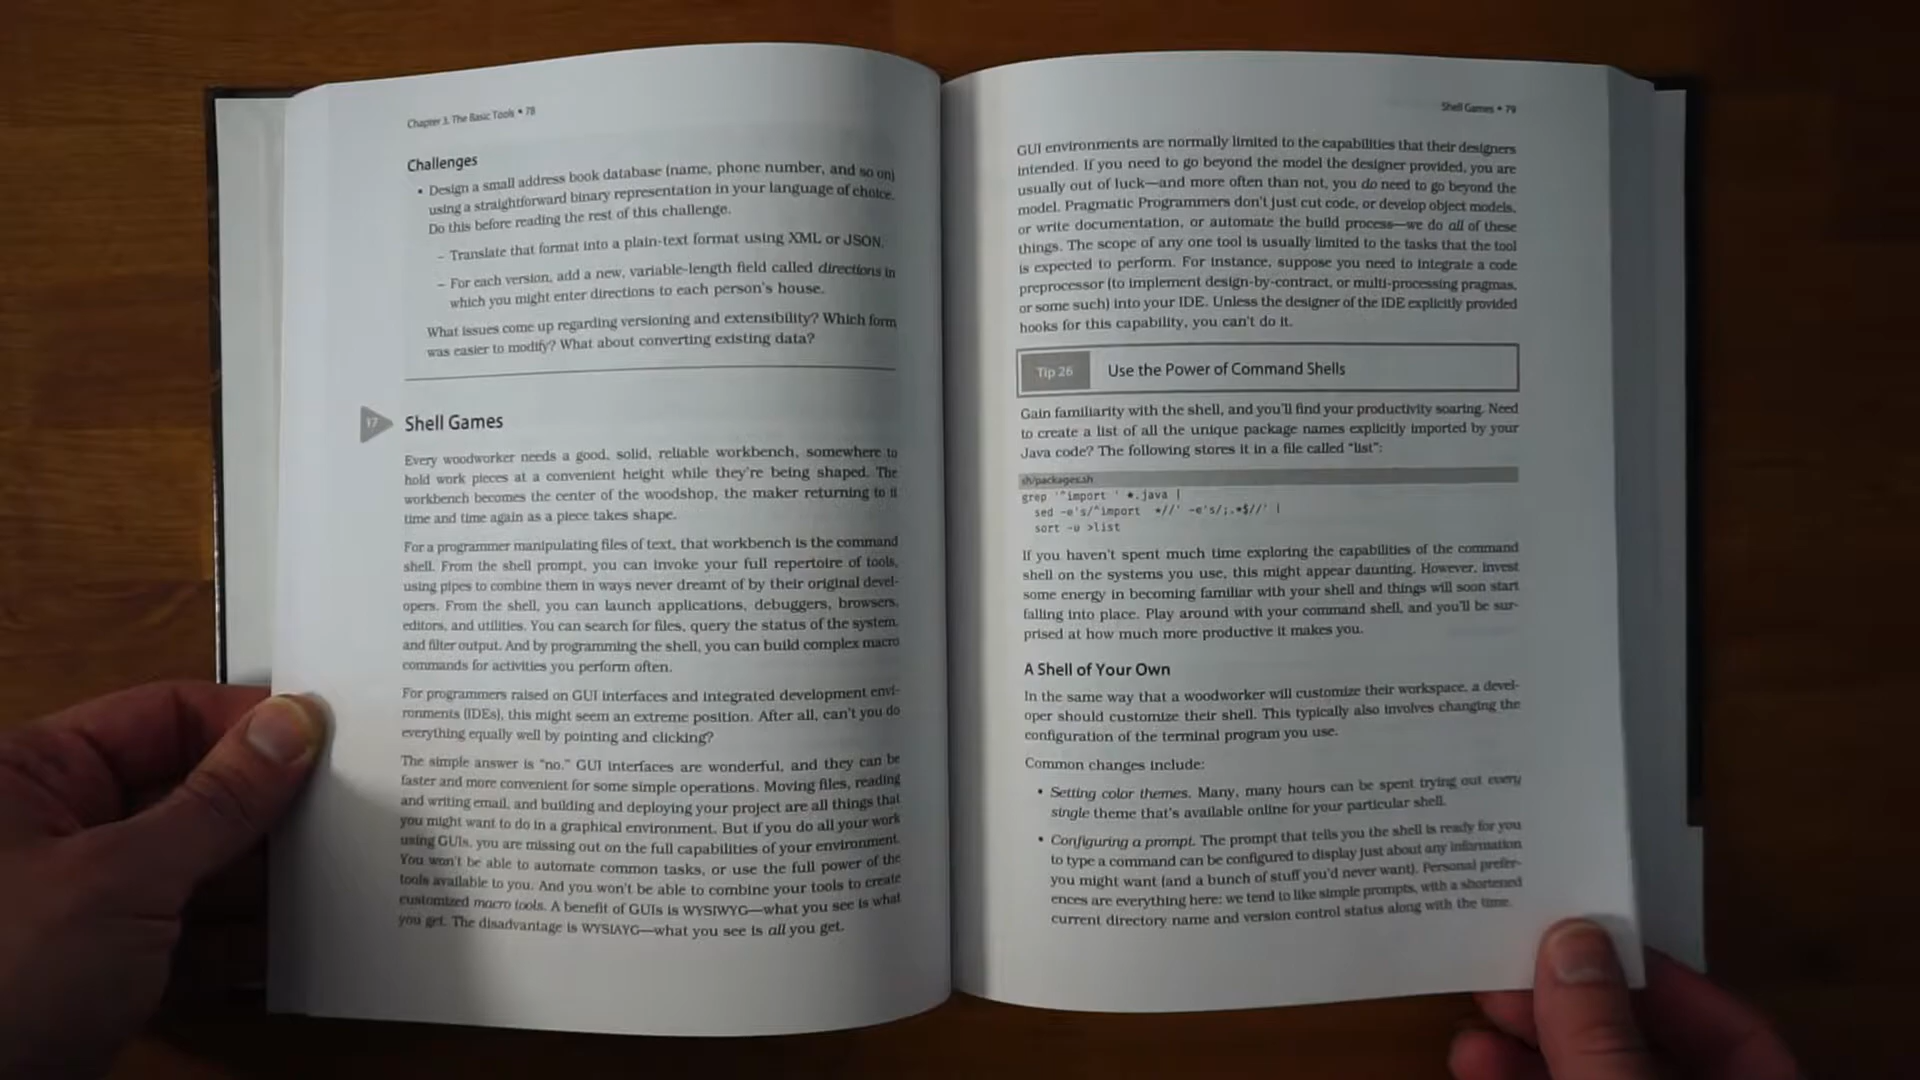 Chapter 3. The Basic Tools • 78
Challenges
• Design a small address book database (name, phone number, and so on)
using a straightforward binary representation in your language of choice.
Do this before reading the rest of this challenge.
– Translate that format into a plain-text format using XML or JSON.
– For each version, add a new, variable-length field called directions in
which you might enter directions to each person's house.
What issues come up regarding versioning and extensibility? Which form
was easier to modify? What about converting existing data?
17 Shell Games
Every woodworker needs a good, solid, reliable workbench, somewhere to
hold work pieces at a convenient height while they're being shaped. The
workbench becomes the center of the woodshop, the maker returning to it
time and time again as a piece takes shape.
For a programmer manipulating files of text, that workbench is the command
shell. From the shell prompt, you can invoke your full repertoire of tools,
using pipes to combine them in ways never dreamt of by their original devel-
opers. From the shell, you can launch applications, debuggers, browsers,
editors, and utilities. You can search for files, query the status of the system,
and filter output. And by programming the shell, you can build complex macro
commands for activities you perform often.
For programmers raised on GUI interfaces and integrated development envi-
ronments (IDEs), this might seem an extreme position. After all, can't you do
everything equally well by pointing and clicking?
The simple answer is "no." GUI interfaces are wonderful, and they can be
faster and more convenient for some simple operations. Moving files, reading
and writing email, and building and deploying your project are all things that
you might want to do in a graphical environment. But if you do all your work
using GUIs, you are missing out on the full capabilities of your environment.
You won't be able to automate common tasks, or use the full power of the
tools available to you. And you won't be able to combine your tools to create
customized macro tools. A benefit of GUIs is WYSIWYG—what you see is what
you get. The disadvantage is WYSIAYG—what you see is all you get.
Shell Games • 79
GUI environments are normally limited to the capabilities that their designers
intended. If you need to go beyond the model the designer provided, you are
usually out of luck—and more often than not, you do need to go beyond the
model. Pragmatic Programmers don't just cut code, or develop object models,
or write documentation, or automate the build process—we do all of these
things. The scope of any one tool is usually limited to the tasks that the tool
is expected to perform. For instance, suppose you need to integrate a code
preprocessor (to implement design-by-contract, or multi-processing pragmas,
or some such) into your IDE. Unless the designer of the IDE explicitly provided
hooks for this capability, you can't do it.
Tip 26 Use the Power of Command Shells
Gain familiarity with the shell, and you'll find your productivity soaring. Need
to create a list of all the unique package names explicitly imported by your
Java code? The following stores it in a file called "list":
sh/packages.sh
grep '^import ' *.java |
sed -e's/^import  *//' -e's/;.*$//' |
sort -u >list
If you haven't spent much time exploring the capabilities of the command
shell on the systems you use, this might appear daunting. However, invest
some energy in becoming familiar with your shell and things will soon start
falling into place. Play around with your command shell, and you'll be sur-
prised at how much more productive it makes you.
A Shell of Your Own
In the same way that a woodworker will customize their workspace, a devel-
oper should customize their shell. This typically also involves changing the
configuration of the terminal program you use.
Common changes include:
• Setting color themes. Many, many hours can be spent trying out every
single theme that's available online for your particular shell.
• Configuring a prompt. The prompt that tells you the shell is ready for you
to type a command can be configured to display just about any information
you might want (and a bunch of stuff you'd never want). Personal prefer-
ences are everything here: we tend to like simple prompts, with a shortened
current directory name and version control status along with the time.